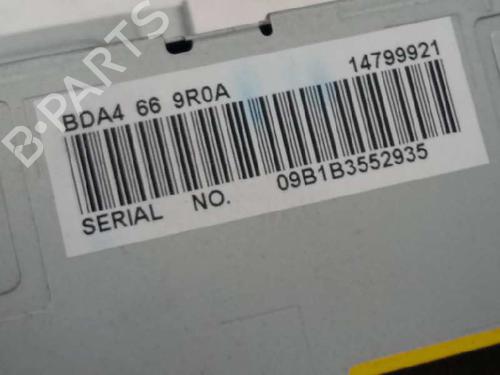 BDA4 66 9R0A 14799921
SERIAL NO. 09B1B3552935
B-PARTS